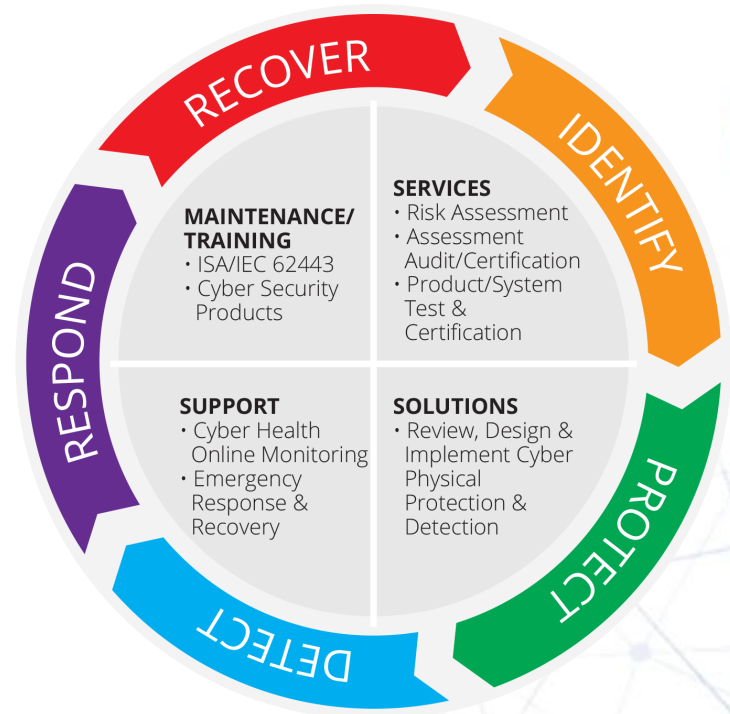 RECOVER
IDENTIFY
PROTECT
DETECT
RESPOND
MAINTENANCE/
TRAINING
• ISA/IEC 62443
• Cyber Security
Products
SERVICES
• Risk Assessment
• Assessment
Audit/Certification
• Product/System
Test &
Certification
SUPPORT
• Cyber Health
Online Monitoring
• Emergency
Response &
Recovery
SOLUTIONS
• Review, Design &
Implement Cyber
Physical
Protection &
Detection